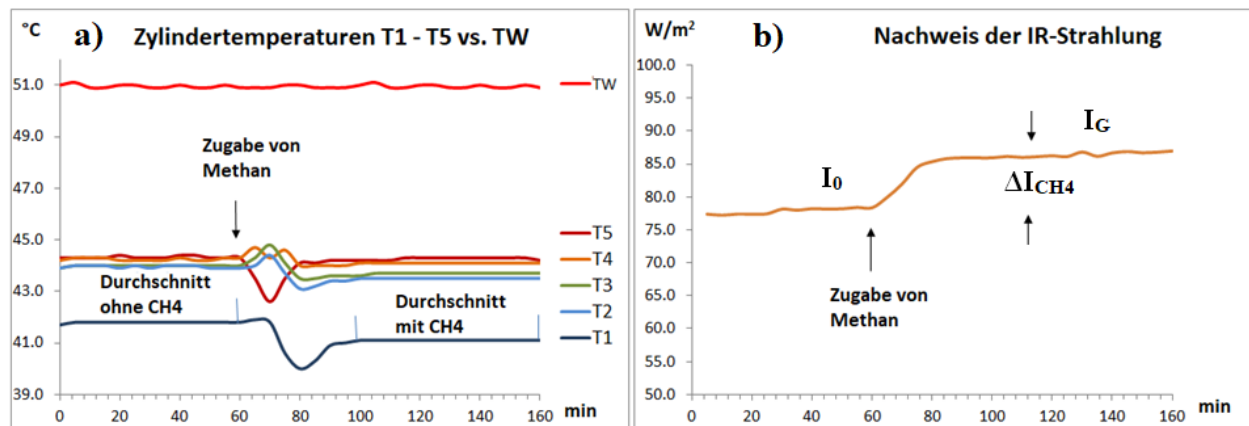 °C
a)
Zylindertemperaturen T1 - T5 vs. TW
51.0
49.0
47.0
45.0
43.0
41.0
39.0
TW
Zugabe von
Methan
T5
T4
T3
T2
T1
Durchschnitt
ohne CH4
Durchschnitt
mit CH4
0 20 40 60 80 100 120 140 160
min
W/m²
b)
Nachweis der IR-Strahlung
100.0
95.0
90.0
85.0
80.0
75.0
70.0
65.0
60.0
55.0
50.0
I0
IG
ΔICH4
Zugabe von
Methan
0 20 40 60 80 100 120 140 160
min